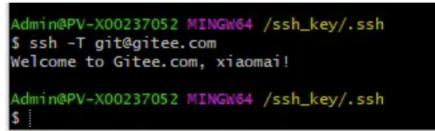 Admin@PV-X00237052 MINGW64 /ssh_key/.ssh
$ ssh -T git@gitee.com
Welcome to Gitee.com, xiaomai!
Admin@PV-X00237052 MINGW64 /ssh_key/.ssh
$